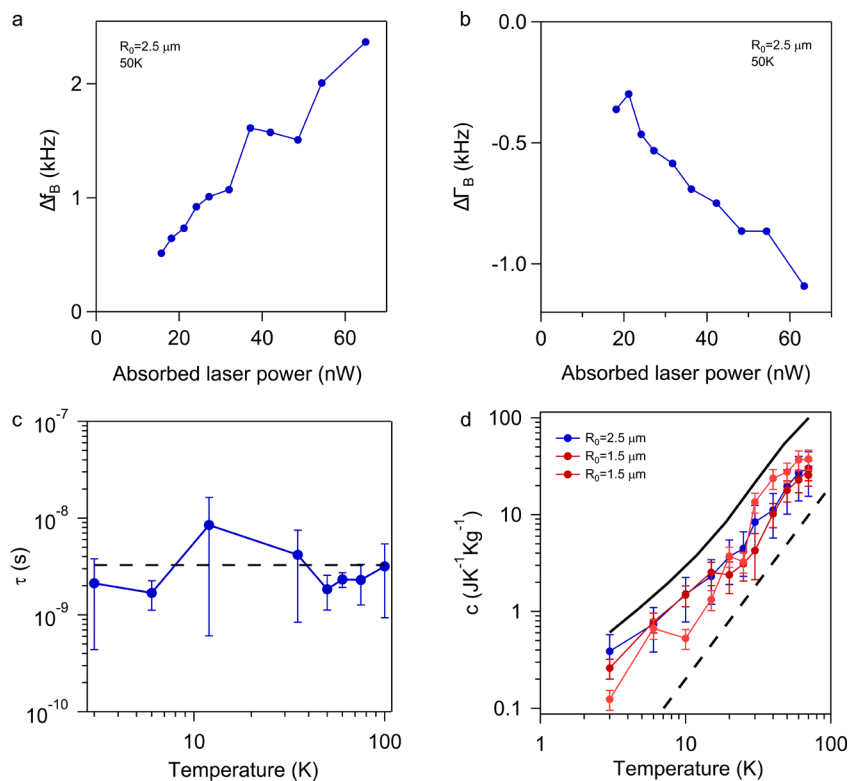 a
R₀=2.5 μm
50K
2
1
0
Δf_B (kHz)
0
20
40
60
Absorbed laser power (nW)
b
R₀=2.5 μm
50K
0.0
-0.5
-1.0
ΔΓ_B (kHz)
0
20
40
60
Absorbed laser power (nW)
c
10⁻⁷
10⁻⁸
10⁻⁹
10⁻¹⁰
τ (s)
10
100
Temperature (K)
d
R₀=2.5 μm
R₀=1.5 μm
R₀=1.5 μm
100
10
1
0.1
c (JK⁻¹Kg⁻¹)
1
10
100
Temperature (K)